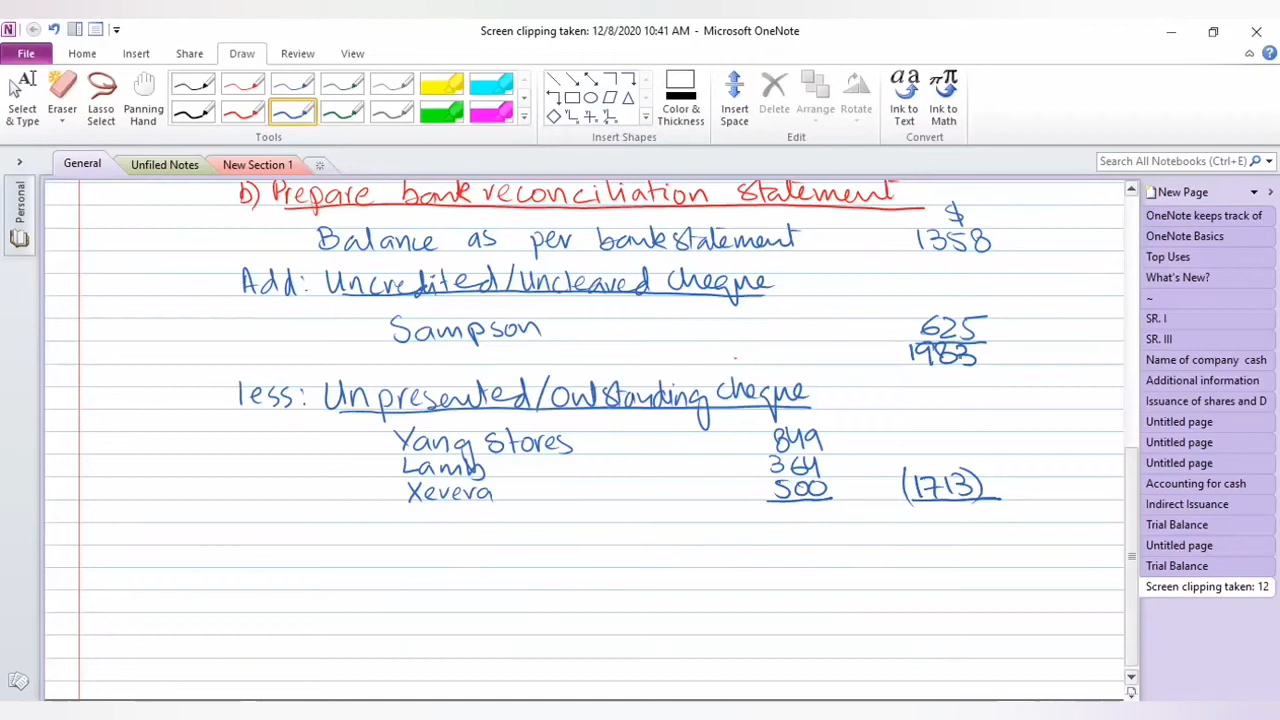 Screen clipping taken: 12/8/2020 10:41 AM - Microsoft OneNote
File Home Insert Share Draw Review View
Select & Type
Eraser
Lasso Select
Panning Hand
Color & Thickness
Insert Space
Delete
Arrange
Rotate
Ink to Text
Ink to Math
Tools
Insert Shapes
Edit
Convert
General Unfiled Notes New Section 1
Search All Notebooks (Ctrl+E)
Personal
b) Prepare bank reconciliation statement
$
Balance as per bank statement 1358
Add: Uncredited/Uncleared cheque
Sampson 625
1983
less: Unpresented/Outstanding cheque
Yang Stores 849
Lamb 364
Xevera 500 (1713)
New Page
OneNote keeps track of
OneNote Basics
Top Uses
What's New?
~
SR. I
SR. III
Name of company cash
Additional information
Issuance of shares and D
Untitled page
Untitled page
Untitled page
Accounting for cash
Indirect Issuance
Trial Balance
Untitled page
Trial Balance
Screen clipping taken: 12